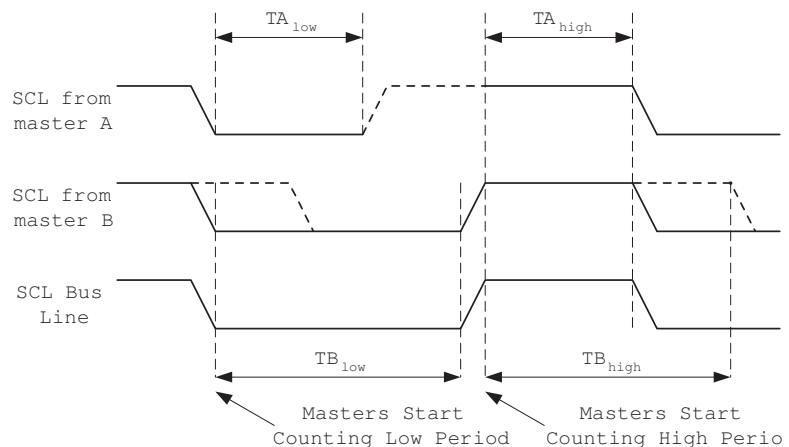 TA low
TA high
SCL from
master A
SCL from
master B
SCL Bus
Line
TB low
TB high
Masters Start
Counting Low Period
Masters Start
Counting High Perio